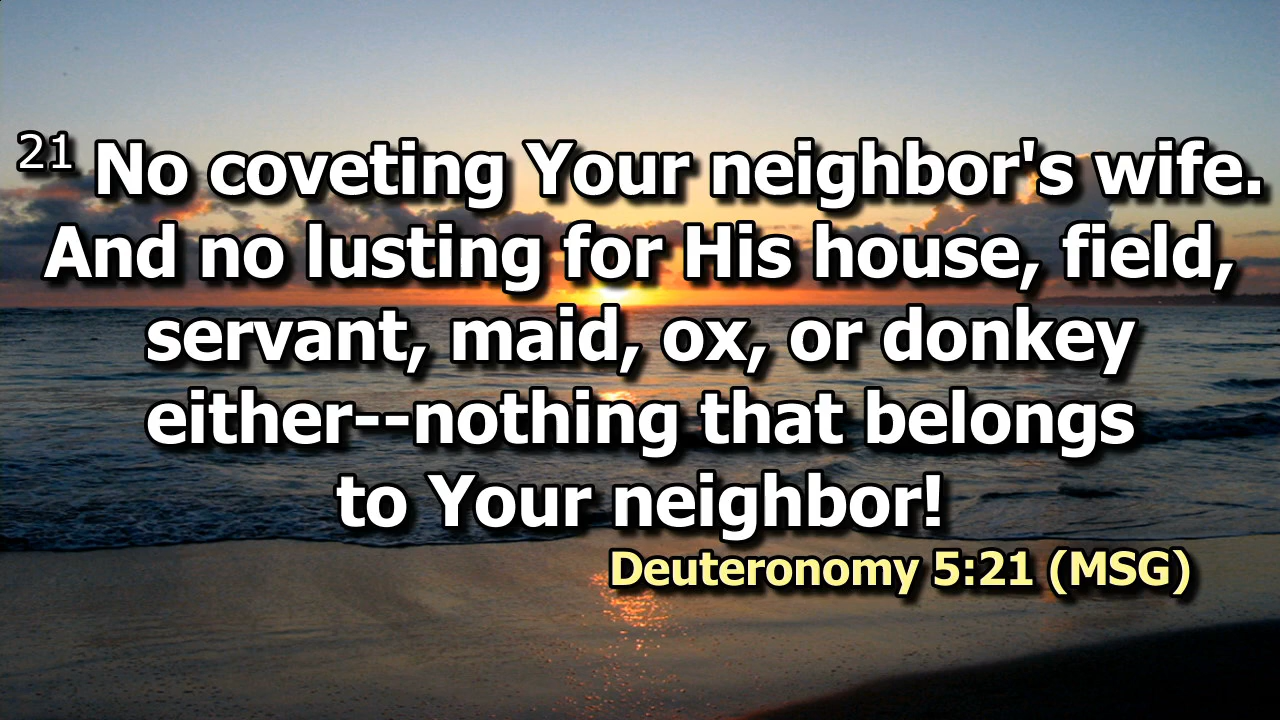 21 No coveting Your neighbor's wife.
And no lusting for His house, field,
servant, maid, ox, or donkey
either--nothing that belongs
to Your neighbor!
Deuteronomy 5:21 (MSG)